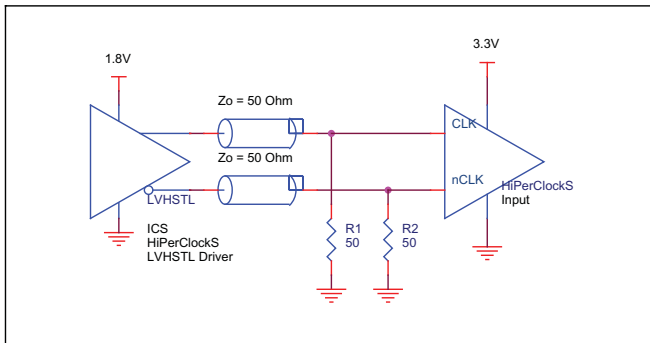 1.8V
3.3V
Zo = 50 Ohm
CLK
Zo = 50 Ohm
nCLK
LVHSTL
HiPerClockS
Input
ICS
HiPerClockS
LVHSTL Driver
R1
50
R2
50